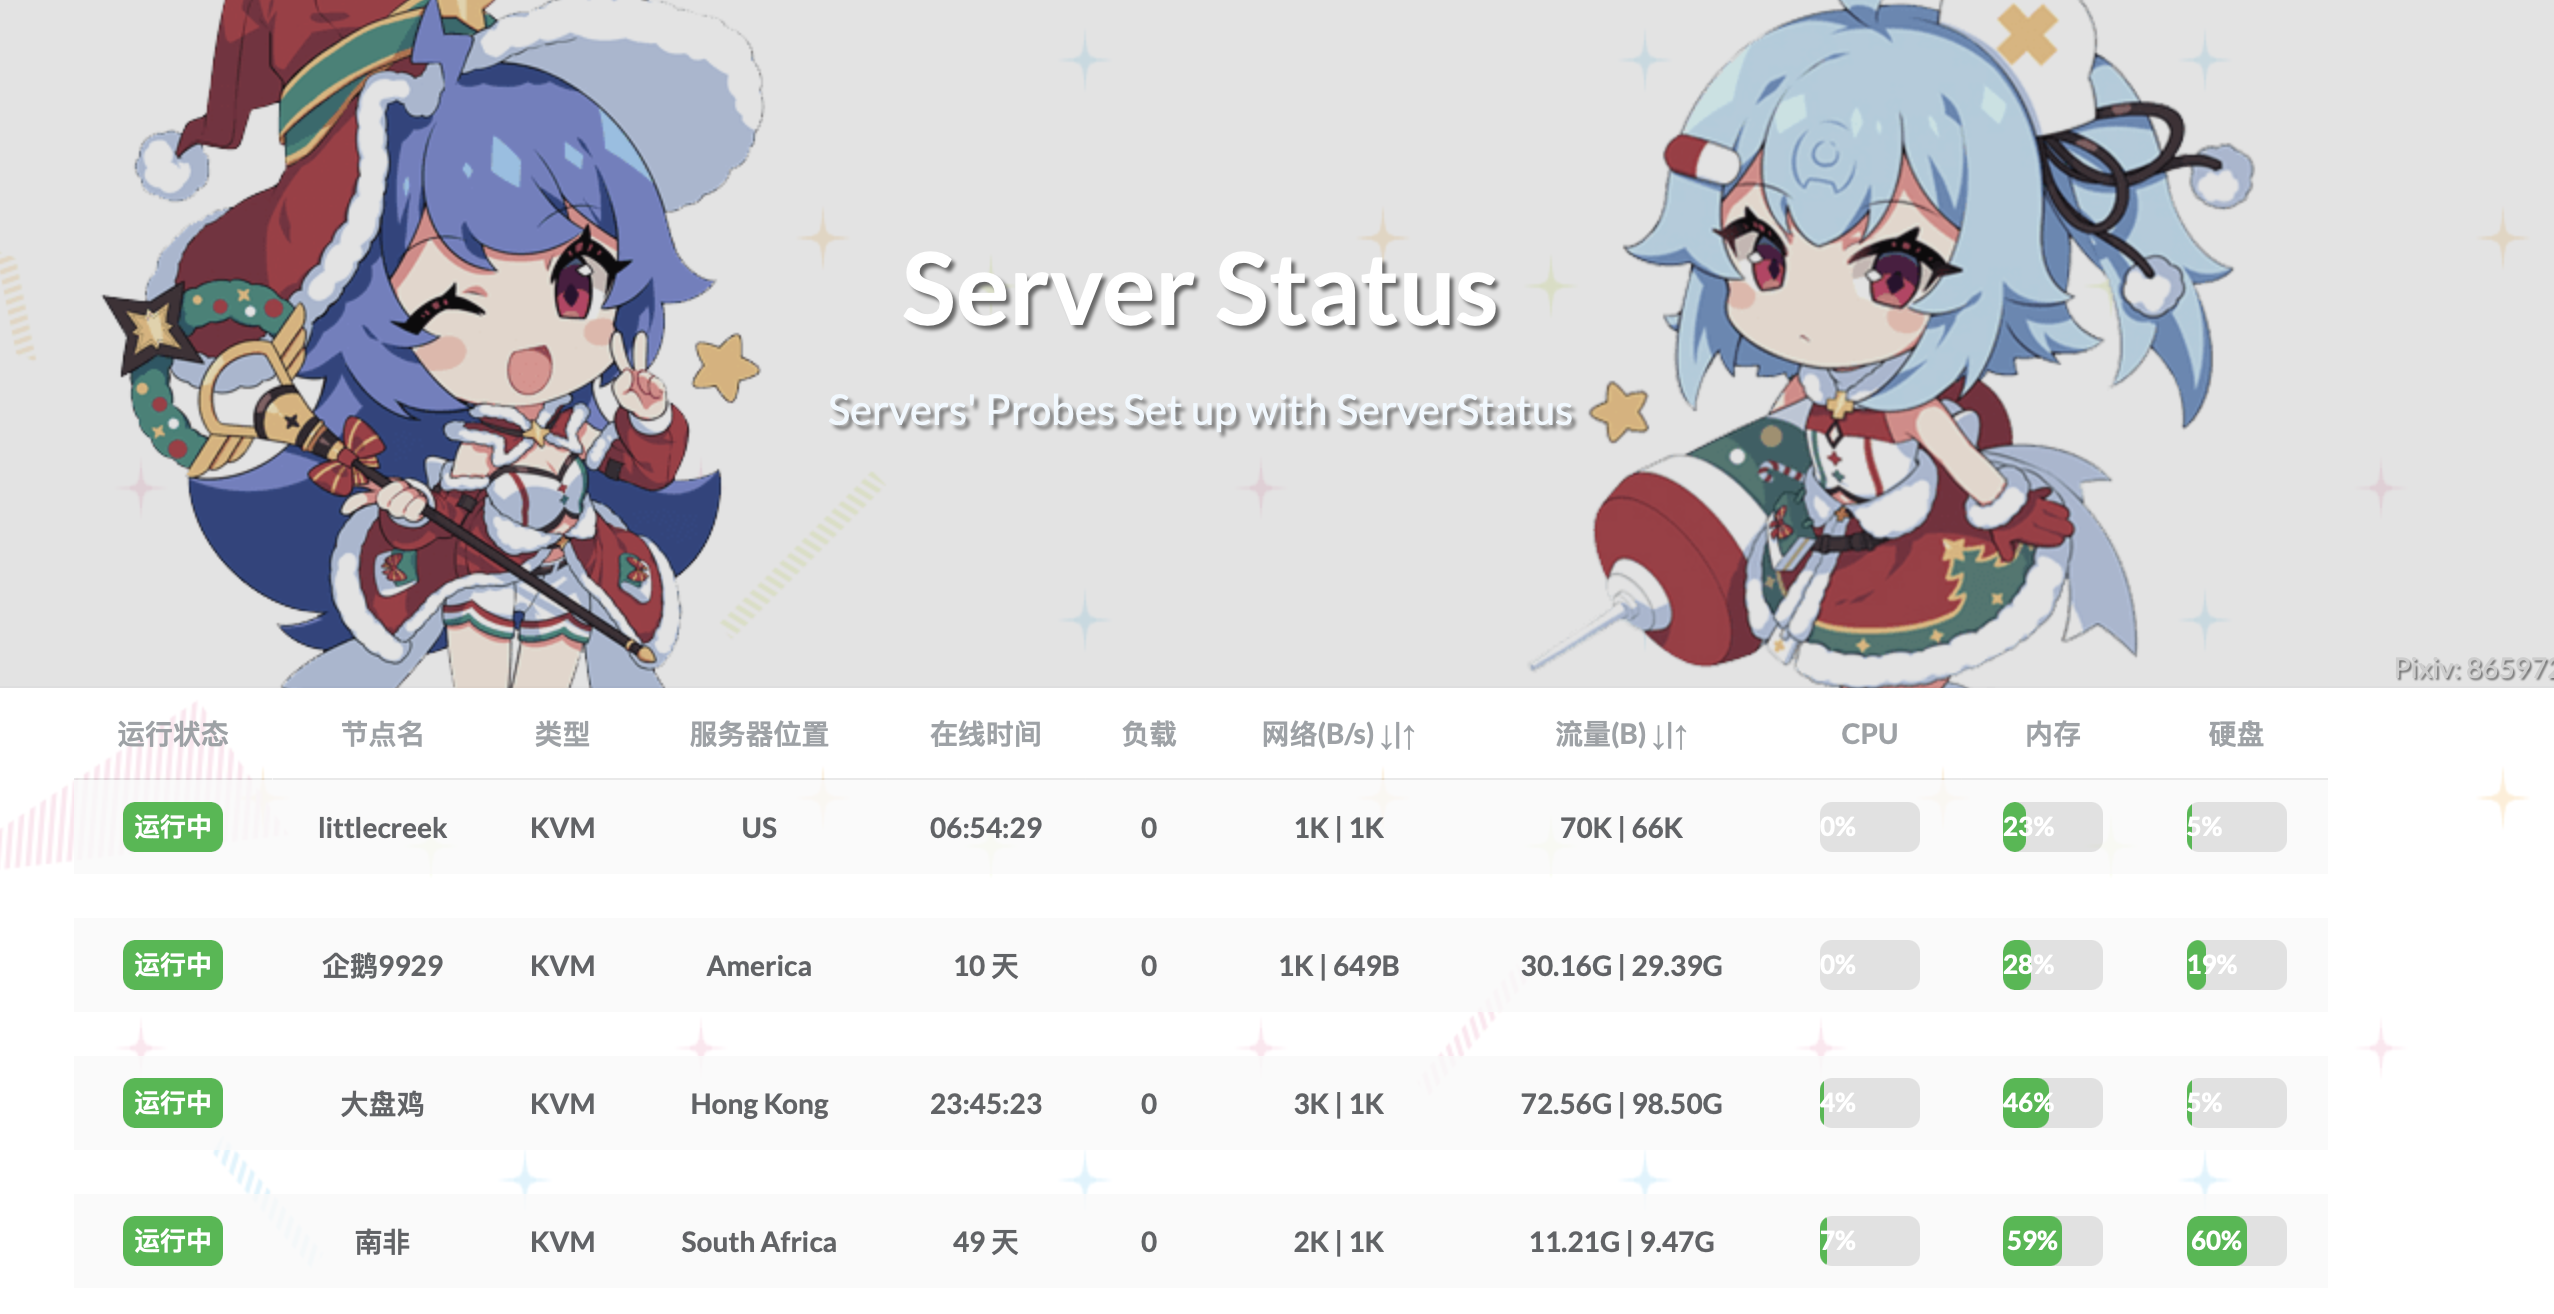 Server Status
Servers' Probes Set up with ServerStatus
Pixiv:
运行状态 节点名 类型 服务器位置 在线时间 负载 网络(B/s) ↓|↑ 流量(B) ↓|↑ CPU 内存 硬盘
运行中 littlecreek KVM US 06:54:29 0 1K | 1K 70K | 66K 0% 23% 5%
运行中 企鹅9929 KVM America 10 天 0 1K | 649B 30.16G | 29.39G 0% 28% 19%
运行中 大盘鸡 KVM Hong Kong 23:45:23 0 3K | 1K 72.56G | 98.50G 4% 46% 5%
运行中 南非 KVM South Africa 49 天 0 2K | 1K 11.21G | 9.47G 7% 59% 60%